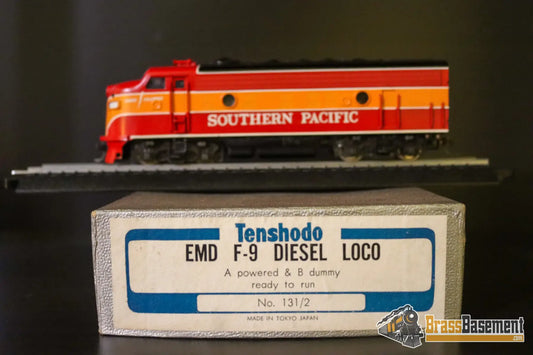 SOUTHERN PACIFIC
Tenshodo
EMD F-9 DIESEL LOCO
A powered & B dummy
ready to run
No. 131/2
MADE IN TOKYO JAPAN
BrassBasement.com